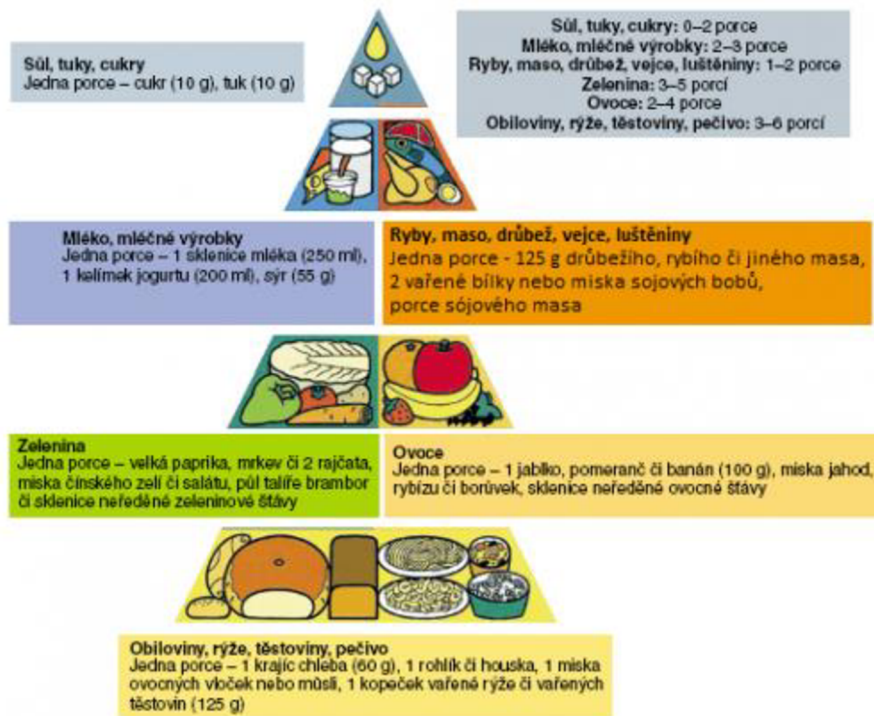 Sůl, tuky, cukry
Jedna porce – cukr (10 g), tuk (10 g)
Sůl, tuky, cukry: 0–2 porce
Mléko, mléčné výrobky: 2–3 porce
Ryby, maso, drůbež, vejce, luštěniny: 1–2 porce
Zelenina: 3–5 porcí
Ovoce: 2–4 porce
Obiloviny, rýže, těstoviny, pečivo: 3–6 porcí
Mléko, mléčné výrobky
Jedna porce – 1 sklenice mléka (250 ml),
1 kelímek jogurtu (200 ml), sýr (55 g)
Ryby, maso, drůbež, vejce, luštěniny
Jedna porce - 125 g drůbežího, rybího či jiného masa,
2 vařené bílky nebo miska sojových bobů,
porce sójového masa
Zelenina
Jedna porce – velká paprika, mrkev či 2 rajčata,
miska čínského zelí či salátu, půl talíře brambor
či sklenice neředěné zeleninové šťávy
Ovoce
Jedna porce – 1 jablko, pomeranč či banán (100 g), miska jahod,
rybízu či borůvek, sklenice neředěné ovocné šťávy
Obiloviny, rýže, těstoviny, pečivo
Jedna porce – 1 krajíc chleba (60 g), 1 rohlík či houska, 1 miska
ovocných vloček nebo műsli, 1 kopeček vařené rýže či vařených
těstovin (125 g)